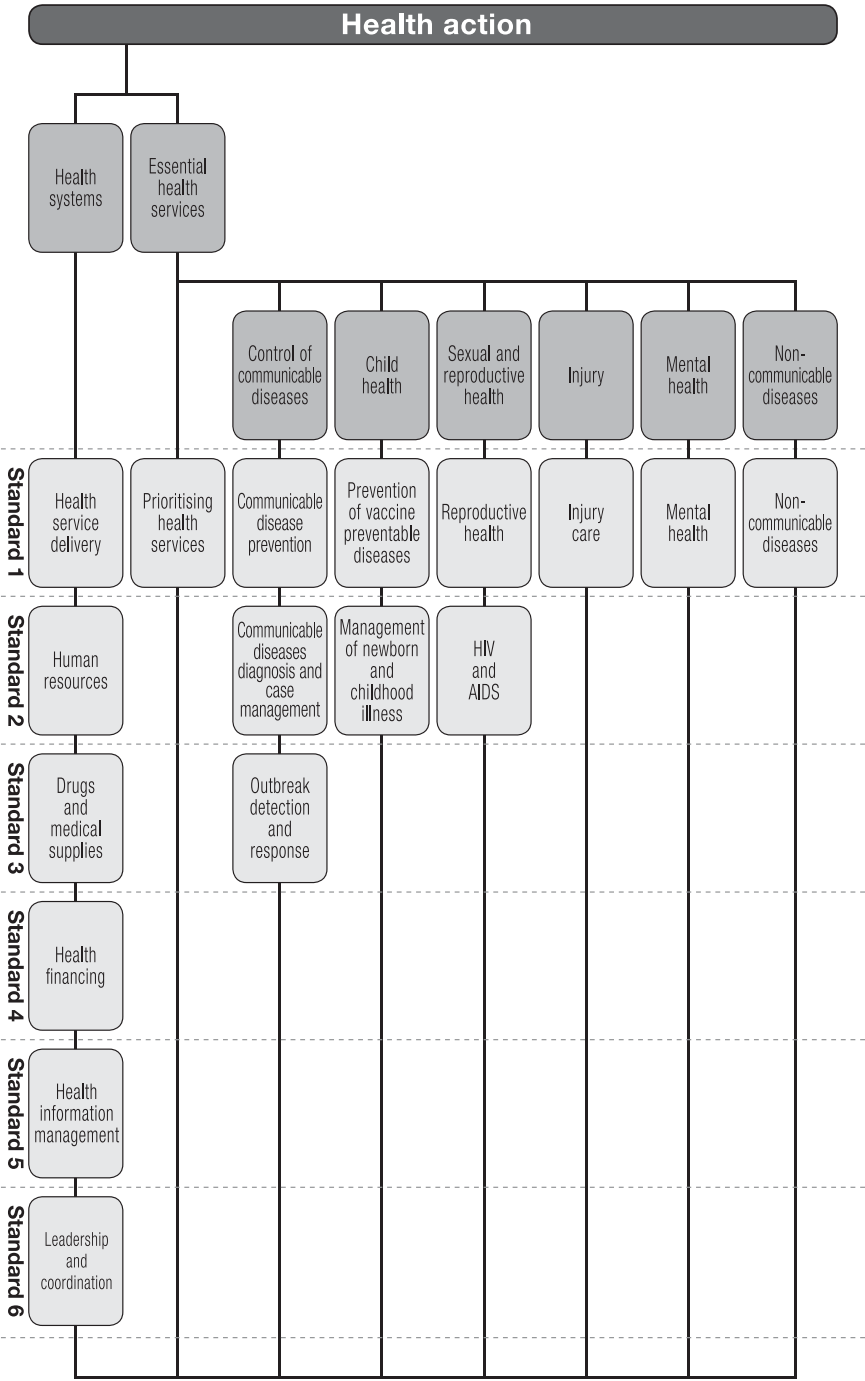 Health action
Health
systems
Essential
health
services
Control of
communicable
diseases
Child
health
Sexual and
reproductive
health
Injury
Mental
health
Non-
communicable
diseases
Standard 1
Health
service
delivery
Prioritising
health
services
Communicable
disease
prevention
Prevention
of vaccine
preventable
diseases
Reproductive
health
Injury
care
Mental
health
Non-
communicable
diseases
Standard 2
Human
resources
Communicable
diseases
diagnosis and
case
management
Management
of newborn
and
childhood
illness
HIV
and
AIDS
Standard 3
Drugs
and
medical
supplies
Outbreak
detection
and
response
Standard 4
Health
financing
Standard 5
Health
information
management
Standard 6
Leadership
and
coordination